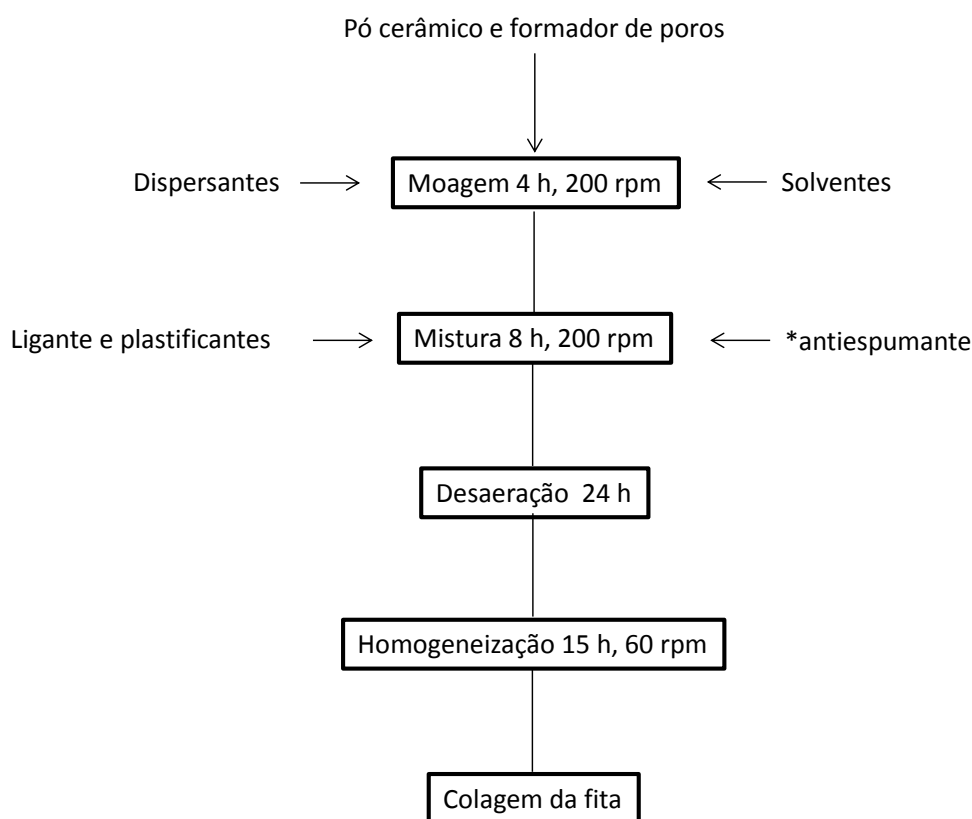 Pó cerâmico e formador de poros
Dispersantes
Moagem 4 h, 200 rpm
Solventes
Ligante e plastificantes
Mistura 8 h, 200 rpm
*antiespumante
Desaeração 24 h
Homogeneização 15 h, 60 rpm
Colagem da fita